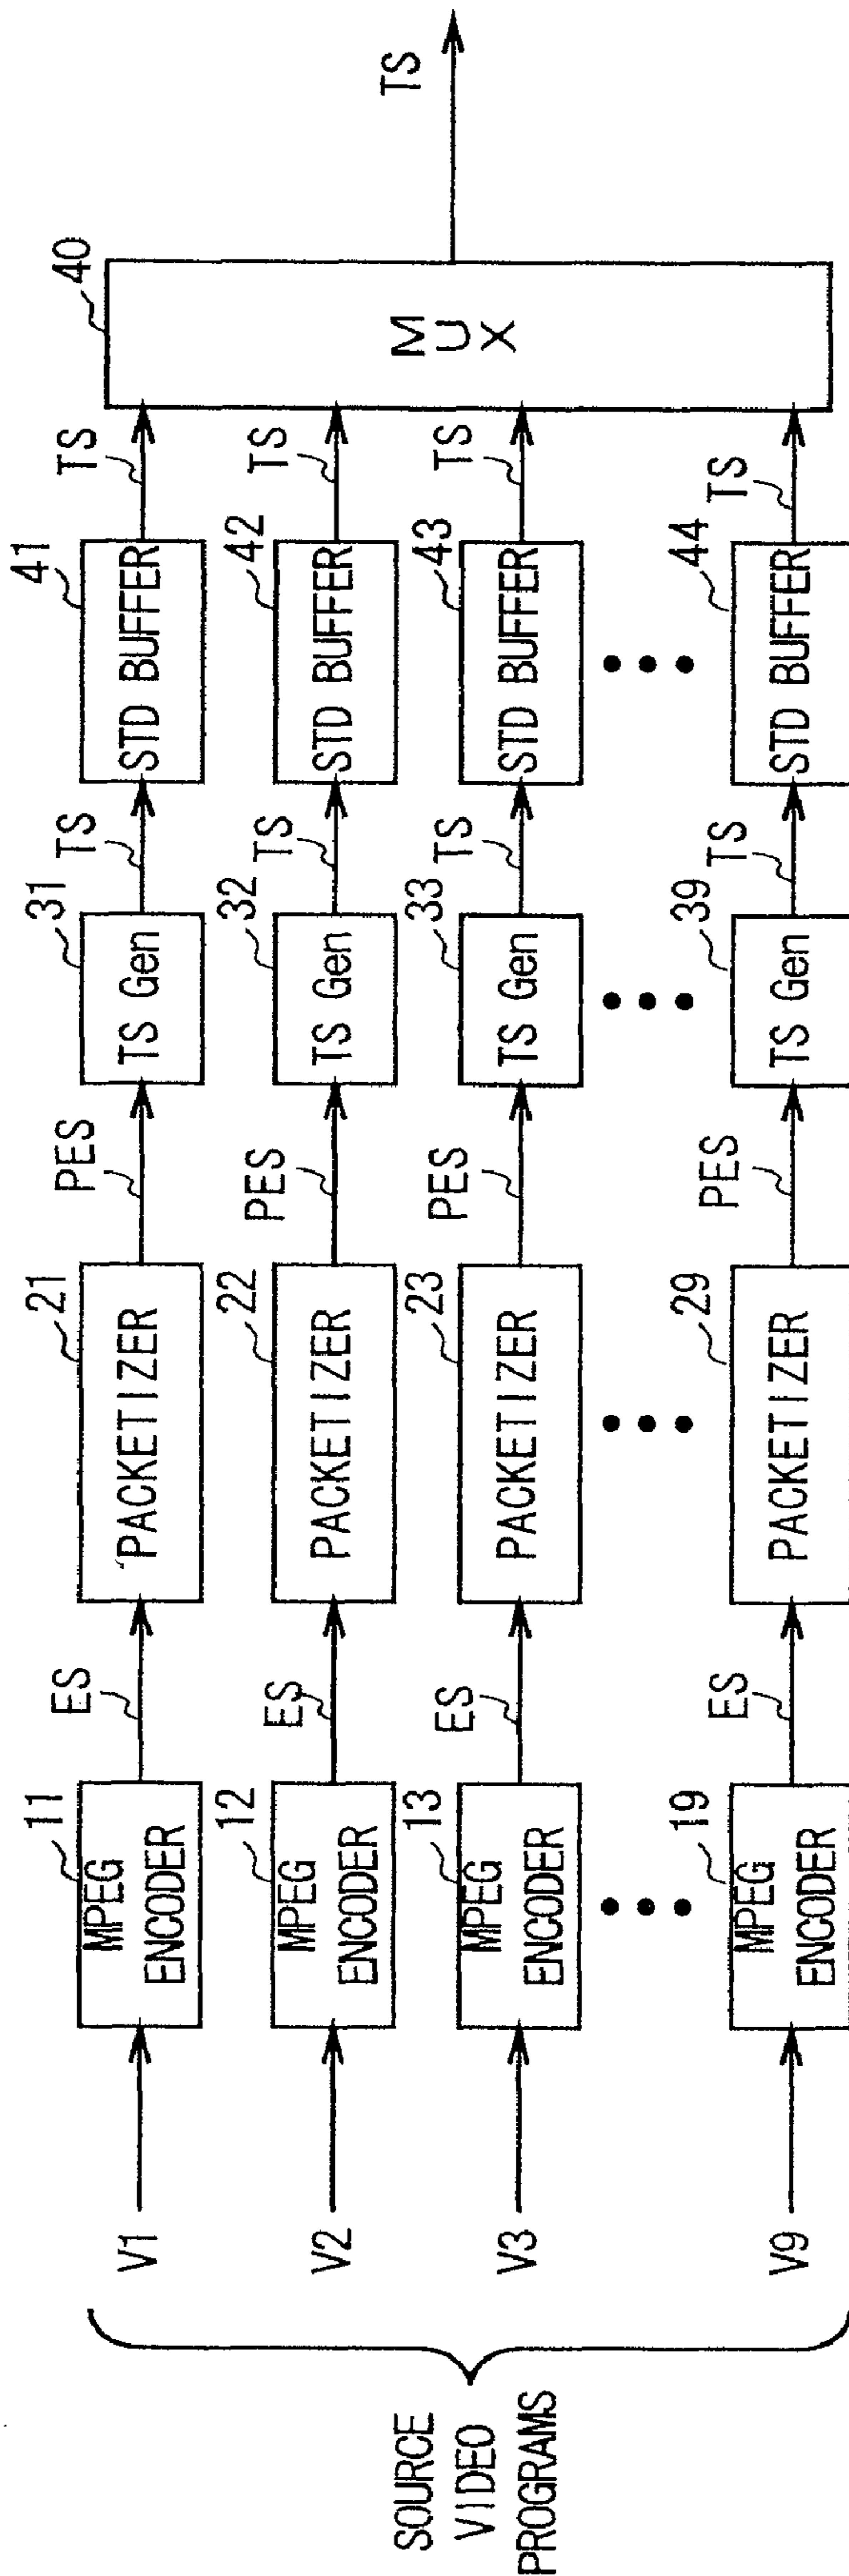 SOURCE
VIDEO
PROGRAMS
V1
11
MPEG
ENCODER
ES
21
PACKETIZER
PES
31
TS Gen
TS
41
STD BUFFER
TS
V2
12
MPEG
ENCODER
ES
22
PACKETIZER
PES
32
TS Gen
TS
42
STD BUFFER
TS
V3
13
MPEG
ENCODER
ES
23
PACKETIZER
PES
33
TS Gen
TS
43
STD BUFFER
TS
V9
19
MPEG
ENCODER
ES
29
PACKETIZER
PES
39
TS Gen
TS
44
STD BUFFER
TS
40
MUX
TS